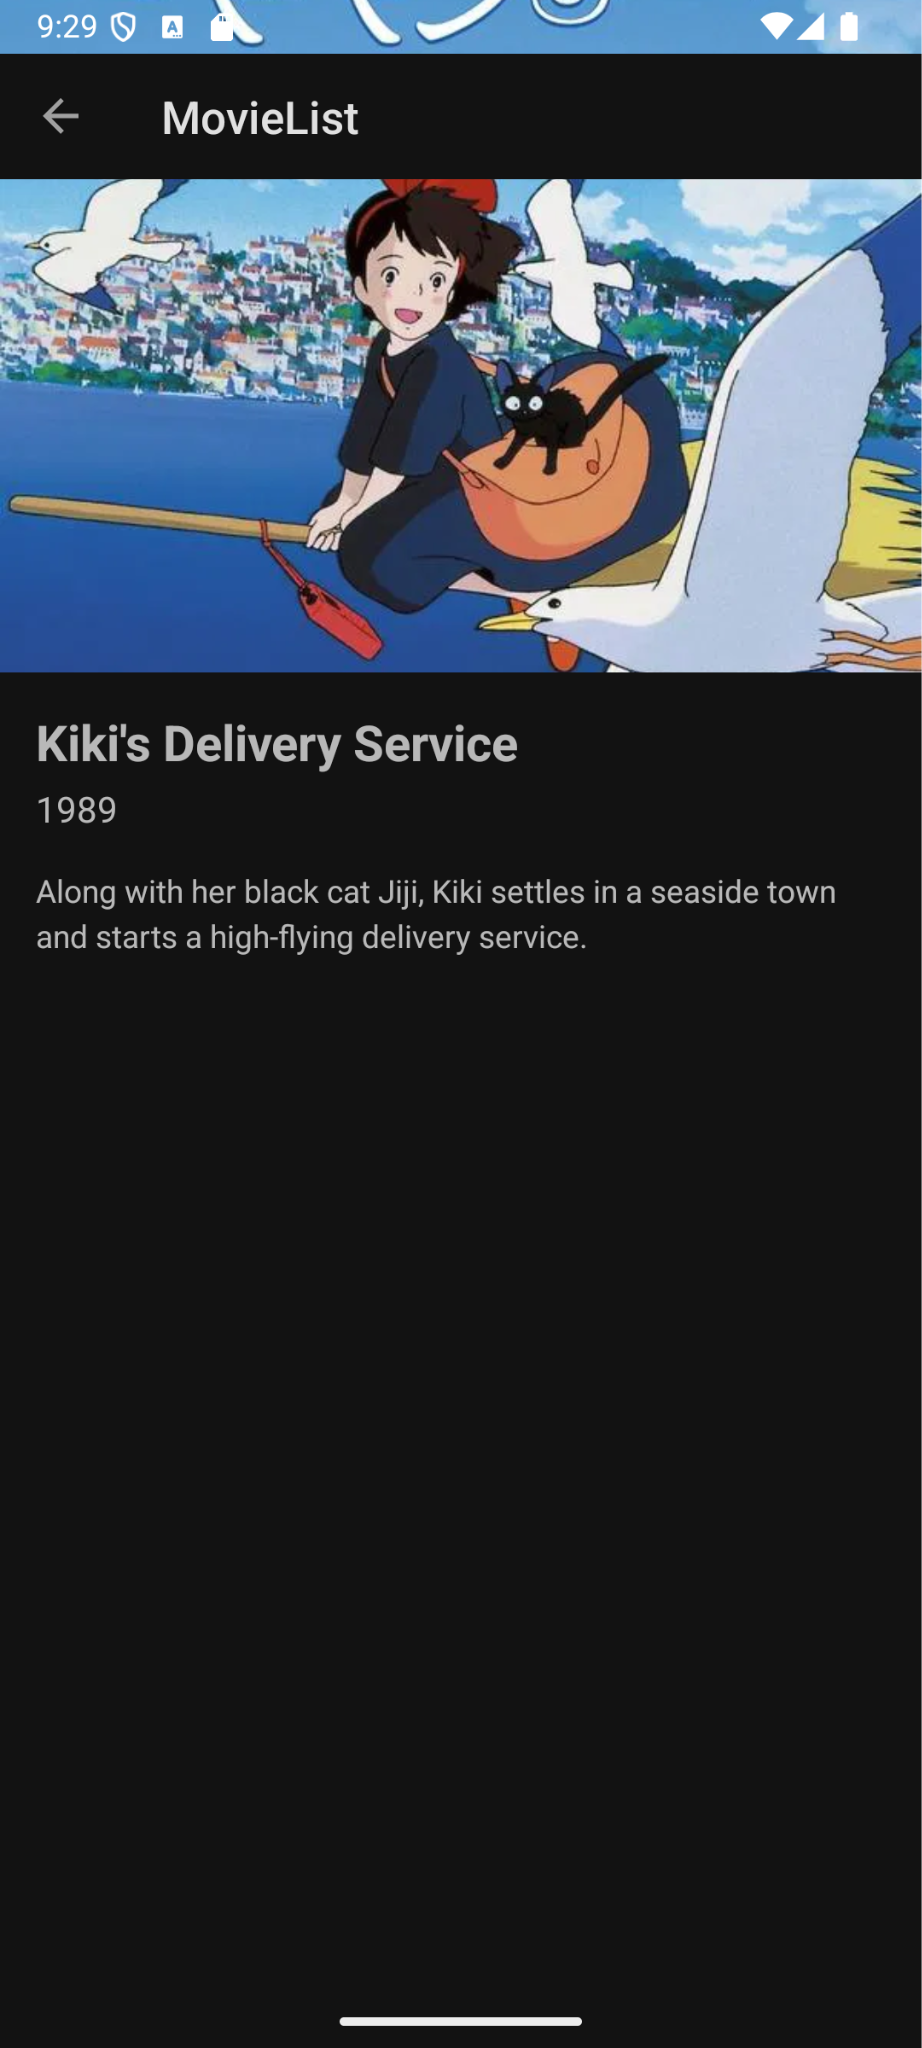 9:29
MovieList
Kiki's Delivery Service
1989
Along with her black cat Jiji, Kiki settles in a seaside town
and starts a high-flying delivery service.